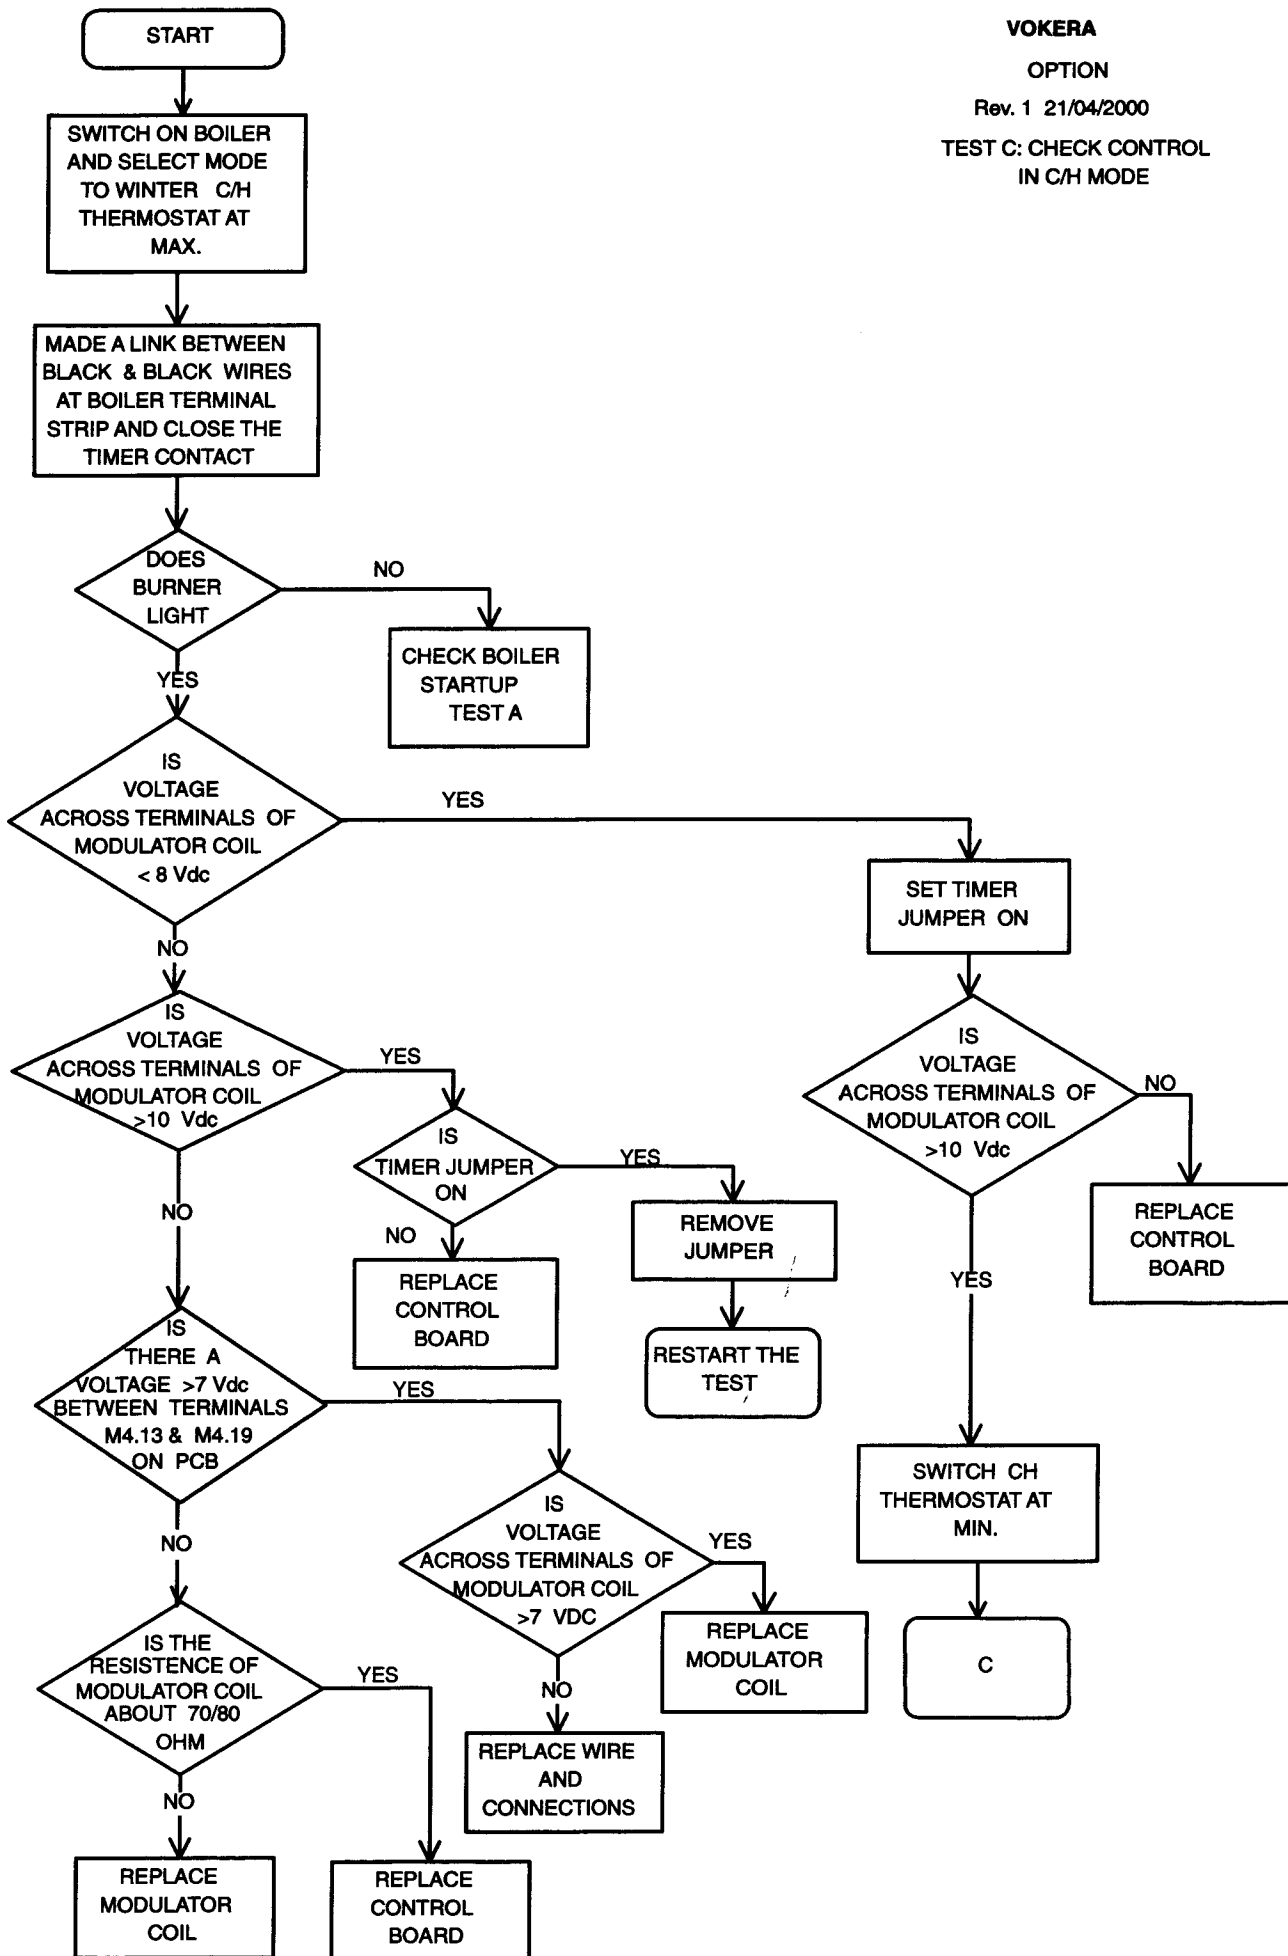 START
VOKERA
OPTION
Rev. 1 21/04/2000
TEST C: CHECK CONTROL
IN C/H MODE
SWITCH ON BOILER
AND SELECT MODE
TO WINTER C/H
THERMOSTAT AT
MAX.
MADE A LINK BETWEEN
BLACK & BLACK WIRES
AT BOILER TERMINAL
STRIP AND CLOSE THE
TIMER CONTACT
DOES
BURNER
LIGHT
NO
CHECK BOILER
STARTUP
TEST A
YES
IS
VOLTAGE
ACROSS TERMINALS OF
MODULATOR COIL
< 8 Vdc
YES
SET TIMER
JUMPER ON
NO
IS
VOLTAGE
ACROSS TERMINALS OF
MODULATOR COIL
>10 Vdc
YES
IS
TIMER JUMPER
ON
YES
REMOVE
JUMPER
RESTART THE
TEST
NO
REPLACE
CONTROL
BOARD
IS
VOLTAGE
ACROSS TERMINALS OF
MODULATOR COIL
>10 Vdc
NO
REPLACE
CONTROL
BOARD
YES
SWITCH CH
THERMOSTAT AT
MIN.
C
NO
IS
THERE A
VOLTAGE >7 Vdc
BETWEEN TERMINALS
M4.13 & M4.19
ON PCB
YES
IS
VOLTAGE
ACROSS TERMINALS OF
MODULATOR COIL
>7 VDC
YES
REPLACE
MODULATOR
COIL
NO
REPLACE WIRE
AND
CONNECTIONS
NO
IS THE
RESISTENCE OF
MODULATOR COIL
ABOUT 70/80
OHM
YES
REPLACE
CONTROL
BOARD
NO
REPLACE
MODULATOR
COIL